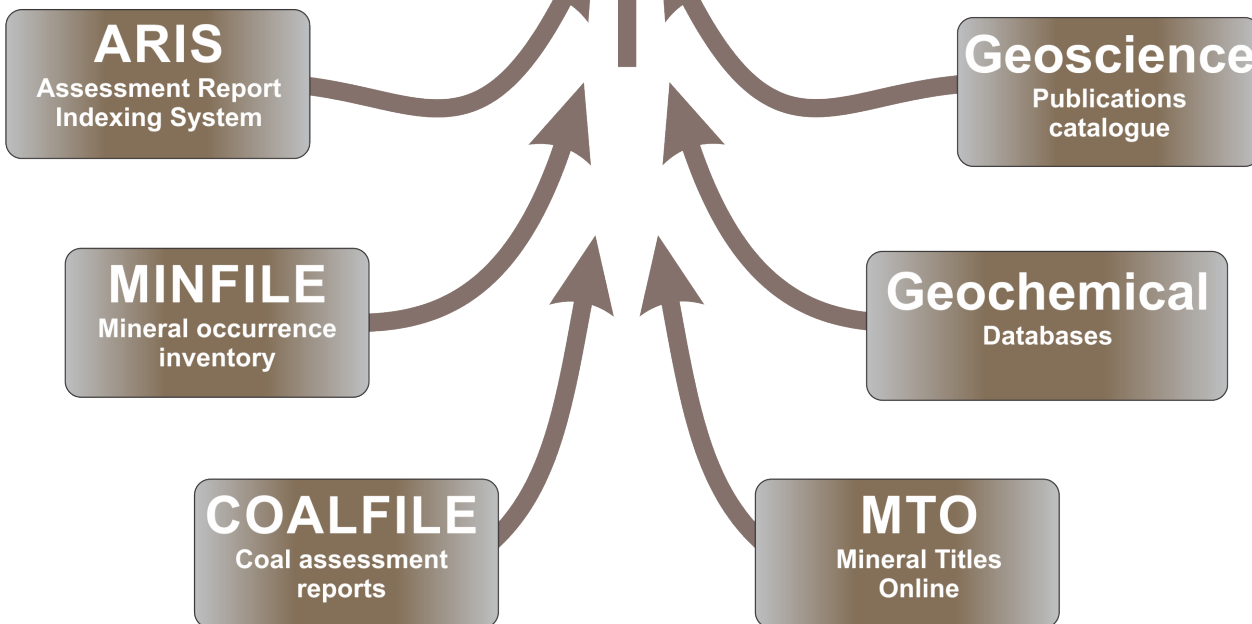 ARIS
Assessment Report
Indexing System
Geoscience
Publications
catalogue
MINFILE
Mineral occurrence
inventory
Geochemical
Databases
COALFILE
Coal assessment
reports
MTO
Mineral Titles
Online